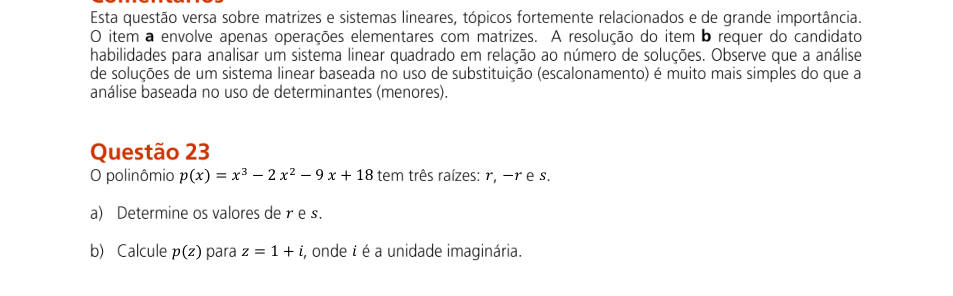 Comentários
Esta questão versa sobre matrizes e sistemas lineares, tópicos fortemente relacionados e de grande importância.
O item a envolve apenas operações elementares com matrizes. A resolução do item b requer do candidato
habilidades para analisar um sistema linear quadrado em relação ao número de soluções. Observe que a análise
de soluções de um sistema linear baseada no uso de substituição (escalonamento) é muito mais simples do que a
análise baseada no uso de determinantes (menores).
Questão 23
O polinômio p(x) = x³ − 2 x² − 9 x + 18 tem três raízes: r, −r e s.
a) Determine os valores de r e s.
b) Calcule p(z) para z = 1 + i, onde i é a unidade imaginária.